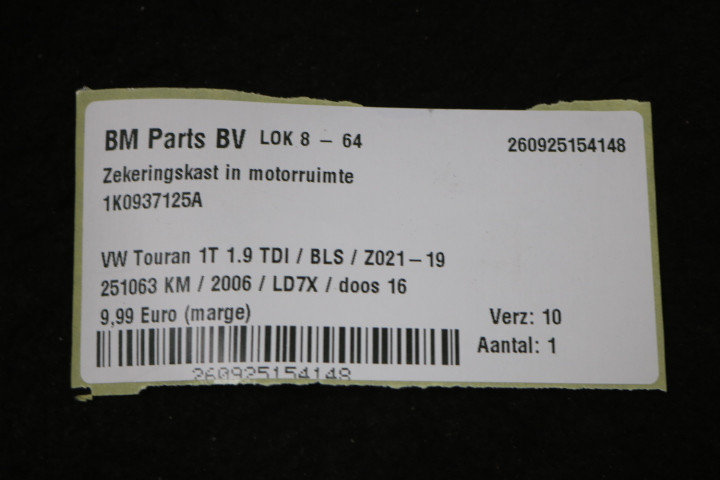 BM Parts BV LOK 8 – 64
260925154148
Zekeringskast in motorruimte
1K0937125A
VW Touran 1T 1.9 TDI / BLS / Z021–19
251063 KM / 2006 / LD7X / doos 16
9,99 Euro (marge)
Verz: 10
Aantal: 1
260925154148